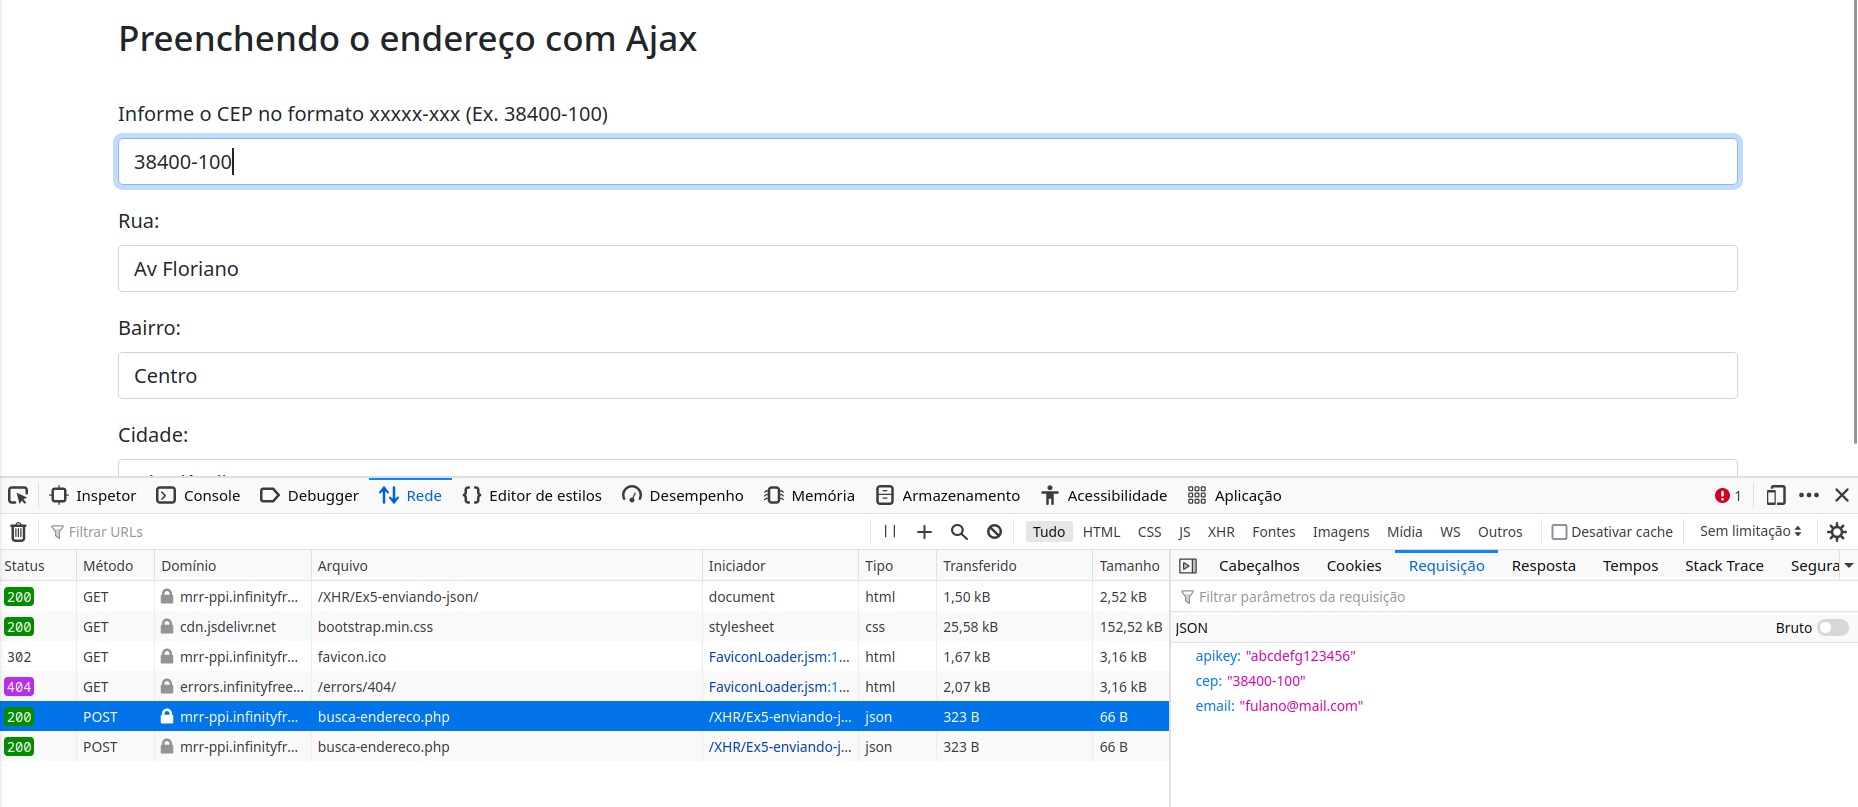 Preenchendo o endereço com Ajax
Informe o CEP no formato xxxxx-xxx (Ex. 38400-100)
38400-100
Rua:
Av Floriano
Bairro:
Centro
Cidade:
Inspetor Console Debugger Rede Editor de estilos Desempenho Memória Armazenamento Acessibilidade Aplicação 1
Filtrar URLs Tudo HTML CSS JS XHR Fontes Imagens Mídia WS Outros Desativar cache Sem limitação
Status Método Domínio Arquivo Iniciador Tipo Transferido Tamanho
200 GET mrr-ppi.infinityfr... /XHR/Ex5-enviando-json/ document html 1,50 kB 2,52 kB
200 GET cdn.jsdelivr.net bootstrap.min.css stylesheet css 25,58 kB 152,52 kB
302 GET mrr-ppi.infinityfr... favicon.ico FaviconLoader.jsm:1... html 1,67 kB 3,16 kB
404 GET errors.infinityfree... /errors/404/ FaviconLoader.jsm:1... html 2,07 kB 3,16 kB
200 POST mrr-ppi.infinityfr... busca-endereco.php /XHR/Ex5-enviando-j... json 323 B 66 B
200 POST mrr-ppi.infinityfr... busca-endereco.php /XHR/Ex5-enviando-j... json 323 B 66 B
Cabeçalhos Cookies Requisição Resposta Tempos Stack Trace Segura
Filtrar parâmetros da requisição
JSON Bruto
apikey: "abcdefg123456"
cep: "38400-100"
email: "fulano@mail.com"